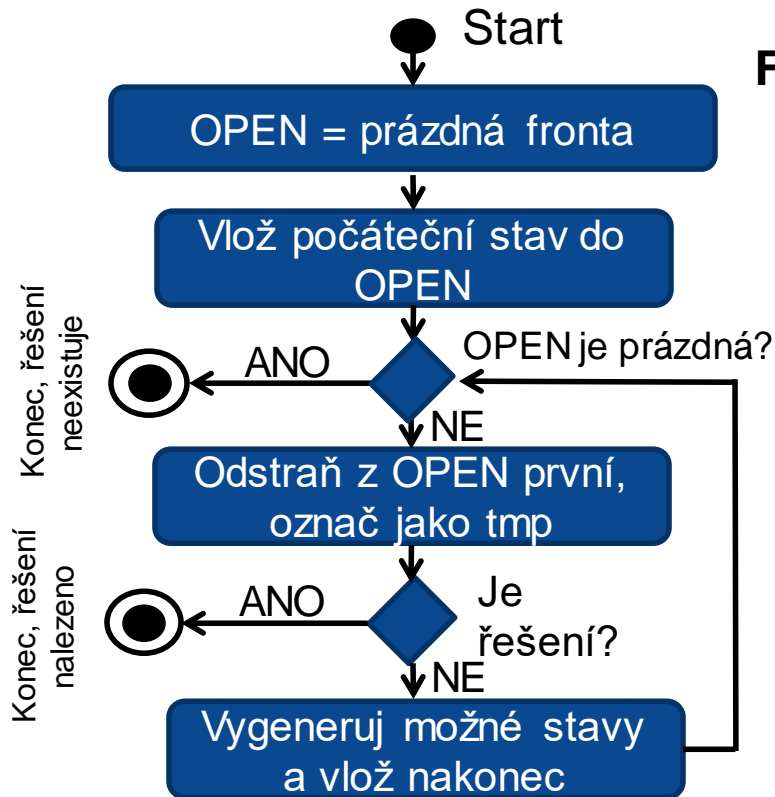 Start
F
OPEN = prázdná fronta
Vlož počáteční stav do
OPEN
OPEN je prázdná?
ANO
Konec, řešení
neexistuje
NE
Odstraň z OPEN první,
označ jako tmp
Je
řešení?
ANO
Konec, řešení
nalezeno
NE
Vygeneruj možné stavy
a vlož nakonec